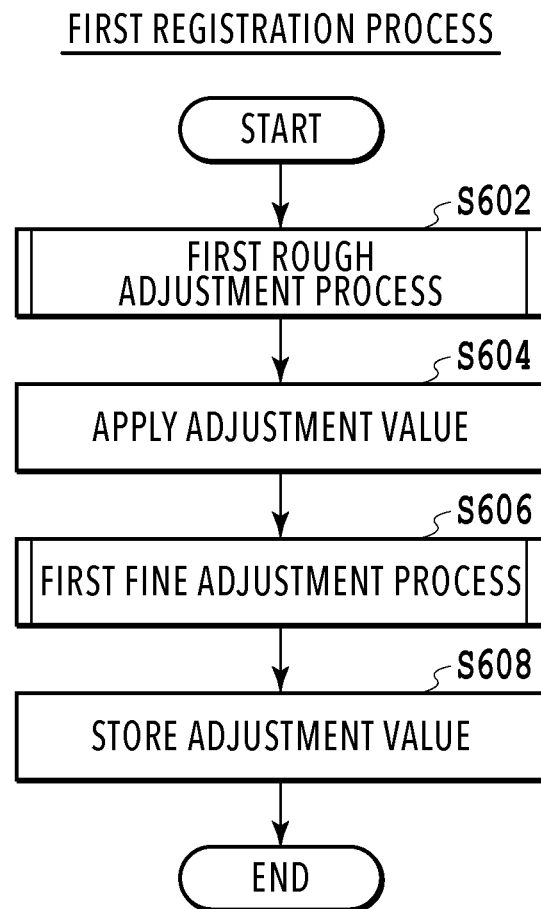 FIRST REGISTRATION PROCESS
START
S602
FIRST ROUGH
ADJUSTMENT PROCESS
S604
APPLY ADJUSTMENT VALUE
S606
FIRST FINE ADJUSTMENT PROCESS
S608
STORE ADJUSTMENT VALUE
END